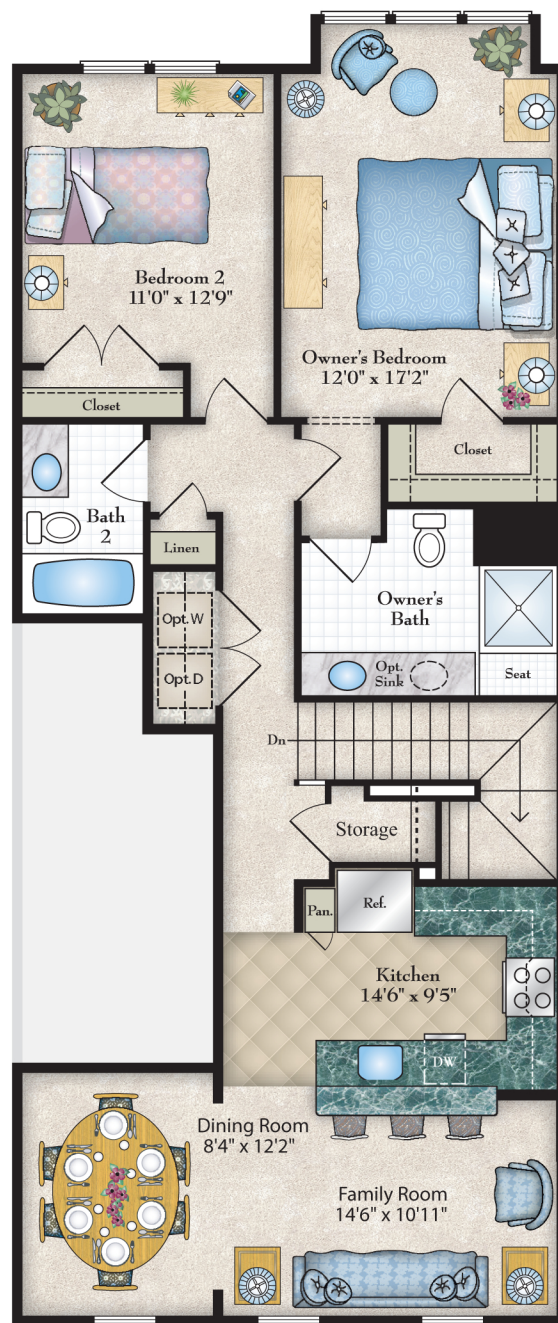 Bedroom 2
11'0" x 12'9"
Owner's Bedroom
12'0" x 17'2"
Closet
Closet
Bath
2
Linen
Opt. W
Opt. D
Owner's
Bath
Opt.
Sink
Seat
Dn
Storage
Pan.
Ref.
Kitchen
14'6" x 9'5"
DW
Dining Room
8'4" x 12'2"
Family Room
14'6" x 10'11"